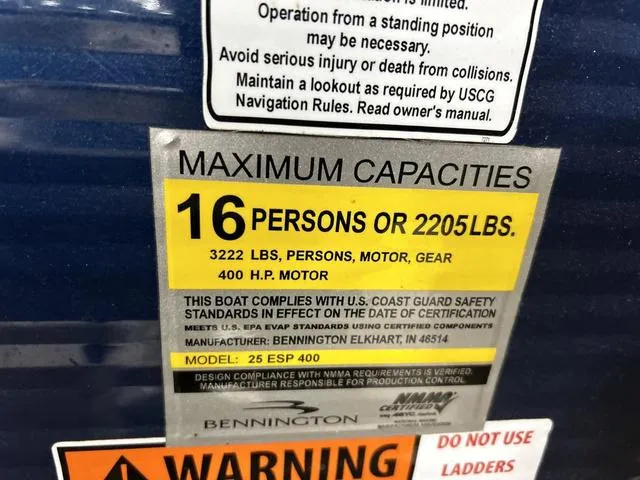 is limited.
Operation from a standing position
may be necessary.
Avoid serious injury or death from collisions.
Maintain a lookout as required by USCG
Navigation Rules. Read owner's manual.
MAXIMUM CAPACITIES
16 PERSONS OR 2205 LBS.
3222 LBS, PERSONS, MOTOR, GEAR
400 H.P. MOTOR
THIS BOAT COMPLIES WITH U.S. COAST GUARD SAFETY
STANDARDS IN EFFECT ON THE DATE OF CERTIFICATION
MEETS U.S. EPA EVAP STANDARDS USING CERTIFIED COMPONENTS
MANUFACTURER: BENNINGTON ELKHART, IN 46514
MODEL: 25 ESP 400
DESIGN COMPLIANCE WITH NMMA REQUIREMENTS IS VERIFIED.
MANUFACTURER RESPONSIBLE FOR PRODUCTION CONTROL.
BENNINGTON
NMMA
CERTIFIED
WARNING
DO NOT USE
LADDERS